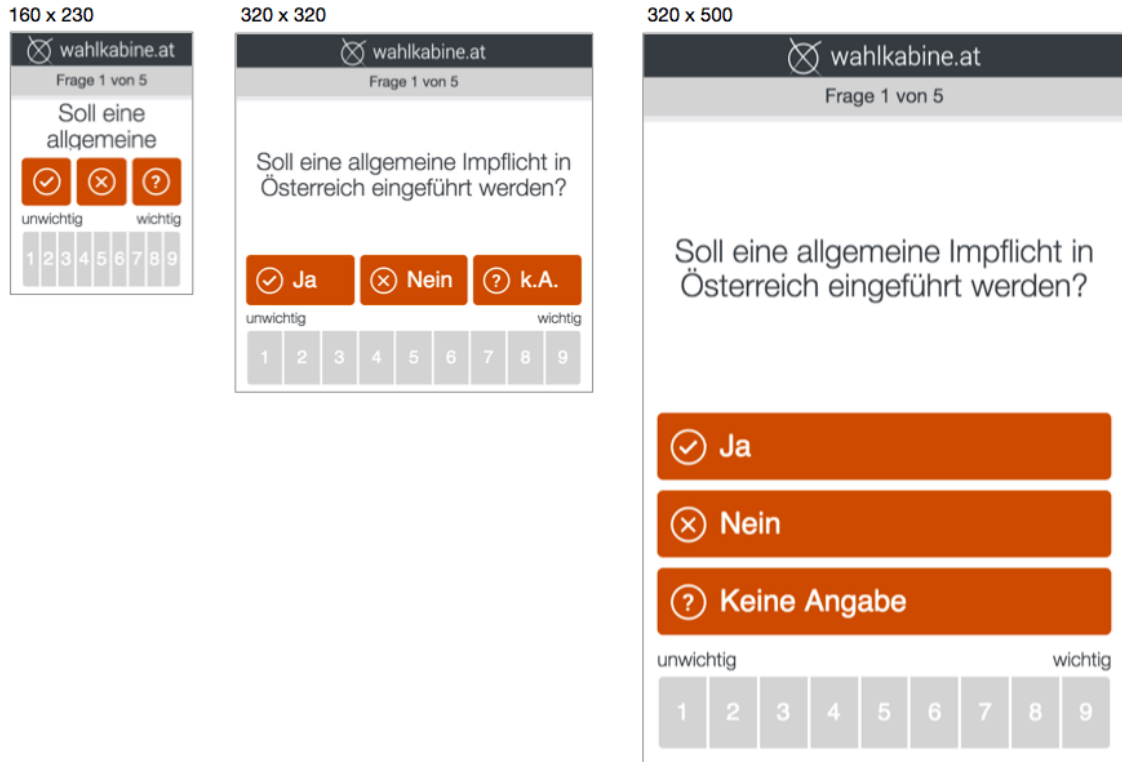 160 x 230
wahlkabine.at
Frage 1 von 5
Soll eine
allgemeine
unwichtig wichtig
1 2 3 4 5 6 7 8 9
320 x 320
wahlkabine.at
Frage 1 von 5
Soll eine allgemeine Impflicht in
Österreich eingeführt werden?
Ja Nein ? k.A.
unwichtig wichtig
1 2 3 4 5 6 7 8 9
320 x 500
wahlkabine.at
Frage 1 von 5
Soll eine allgemeine Impflicht in
Österreich eingeführt werden?
Ja
Nein
? Keine Angabe
unwichtig wichtig
1 2 3 4 5 6 7 8 9